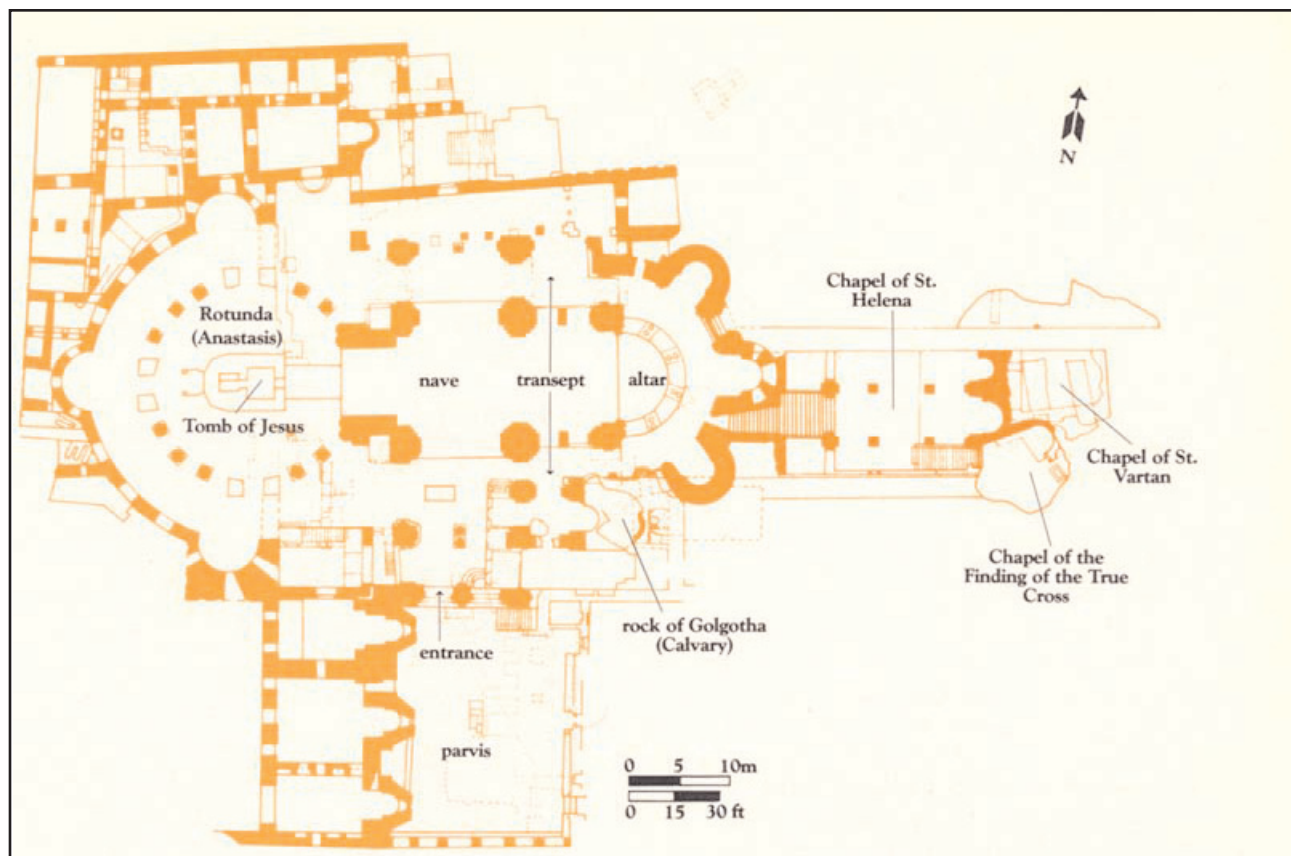 N
Chapel of St.
Helena
Rotunda
(Anastasis)
nave
transept
altar
Tomb of Jesus
Chapel of St.
Vartan
Chapel of the
Finding of the True
Cross
rock of Golgotha
(Calvary)
entrance
parvis
0 5 10m
0 15 30 ft